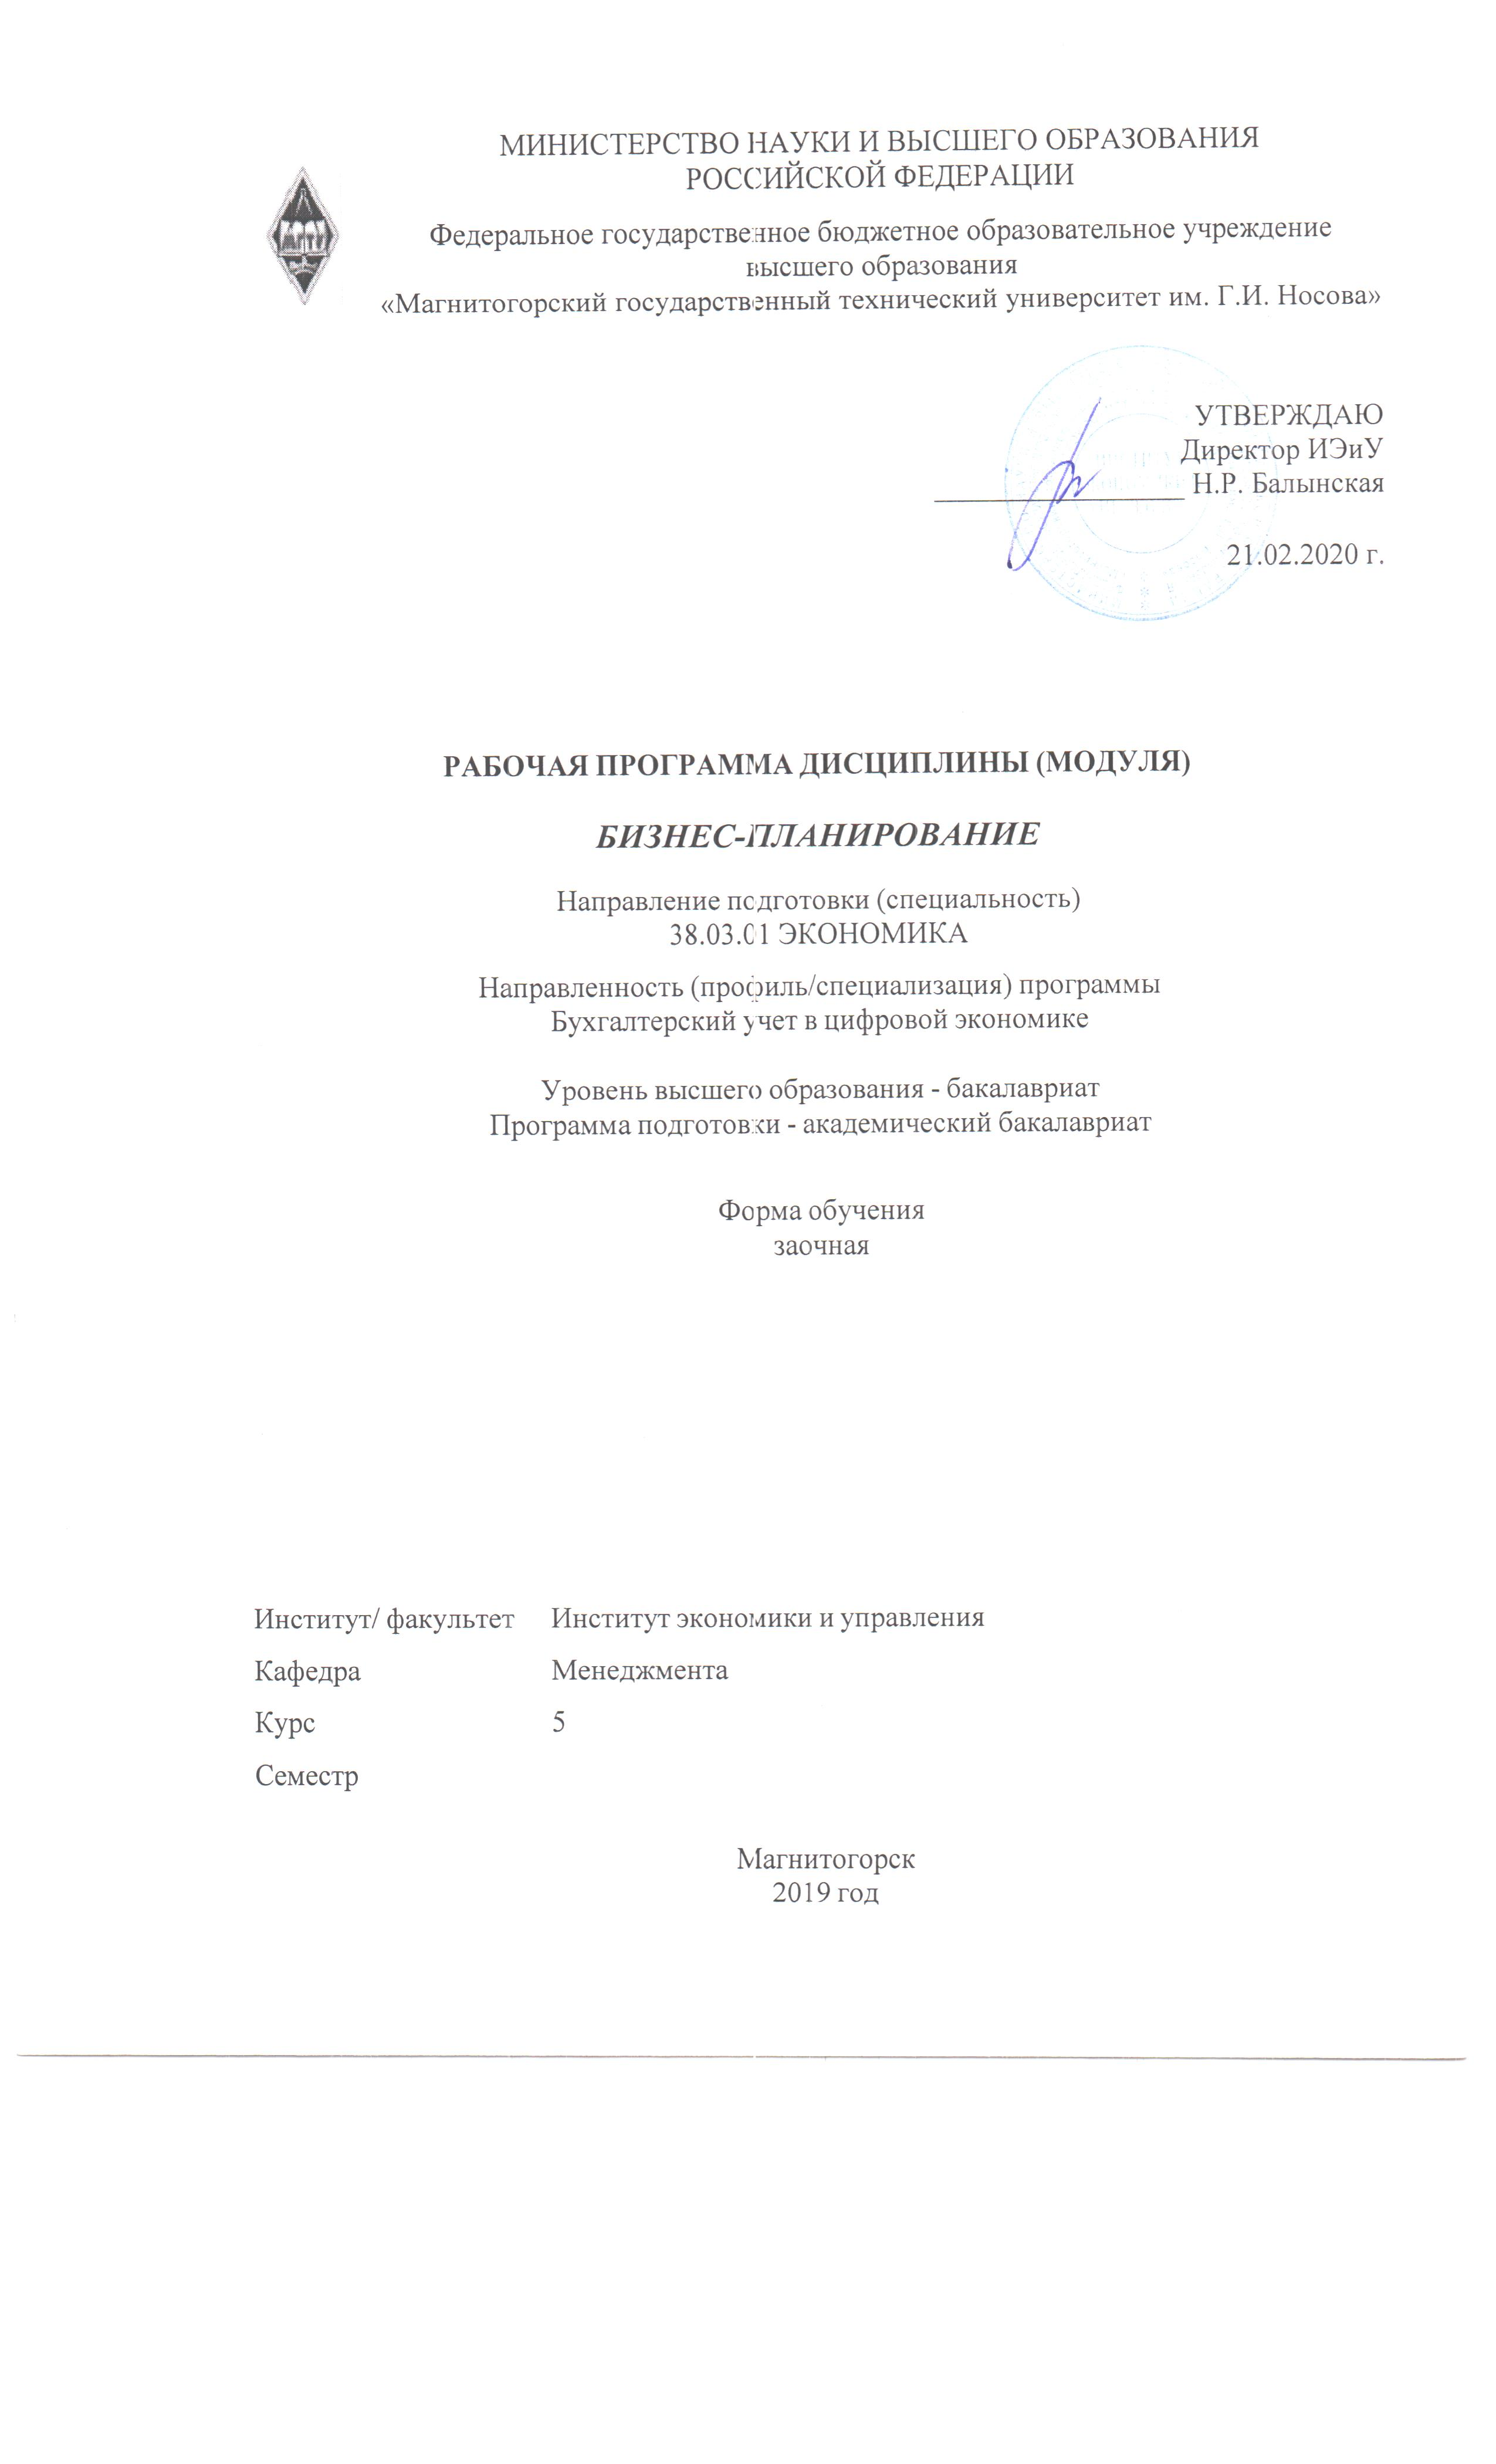 МИНИСТЕРСТВО НАУКИ И ВЫСШЕГО ОБРАЗОВАНИЯ
РОССИЙСКОЙ ФЕДЕРАЦИИ
Федеральное государственное бюджетное образовательное учреждение
высшего образования
«Магнитогорский государственный технический университет им. Г.И. Носова»
УТВЕРЖДАЮ
Директор ИЭиУ
Н.Р. Балынская
21.02.2020 г.
РАБОЧАЯ ПРОГРАММА ДИСЦИПЛИНЫ (МОДУЛЯ)
БИЗНЕС-ПЛАНИРОВАНИЕ
Направление подготовки (специальность)
38.03.01 ЭКОНОМИКА
Направленность (профиль/специализация) программы
Бухгалтерский учет в цифровой экономике
Уровень высшего образования - бакалавриат
Программа подготовки - академический бакалавриат
Форма обучения
заочная
Институт/ факультет Институт экономики и управления
Кафедра Менеджмента
Курс 5
Семестр
Магнитогорск
2019 год